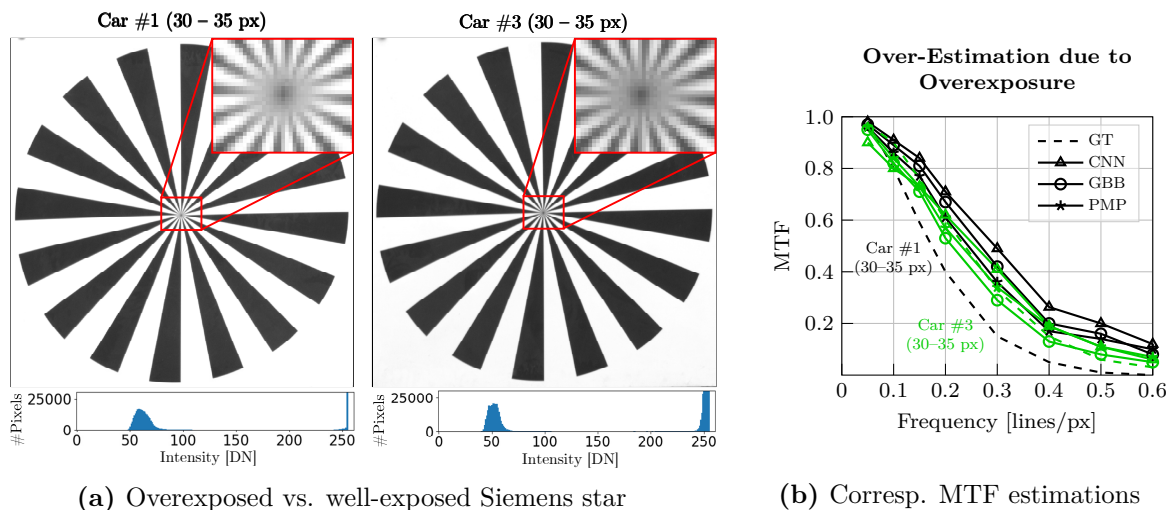 Car #1 (30 – 35 px)
Car #3 (30 – 35 px)
#Pixels
25000
0
0
50
100
150
200
250
Intensity [DN]
#Pixels
25000
0
0
50
100
150
200
250
Intensity [DN]
(a) Overexposed vs. well-exposed Siemens star
Over-Estimation due to
Overexposure
MTF
1.0
0.8
0.6
0.4
0.2
GT
CNN
GBB
PMP
Car #1
(30–35 px)
Car #3
(30–35 px)
0
0.1
0.2
0.3
0.4
0.5
0.6
Frequency [lines/px]
(b) Corresp. MTF estimations